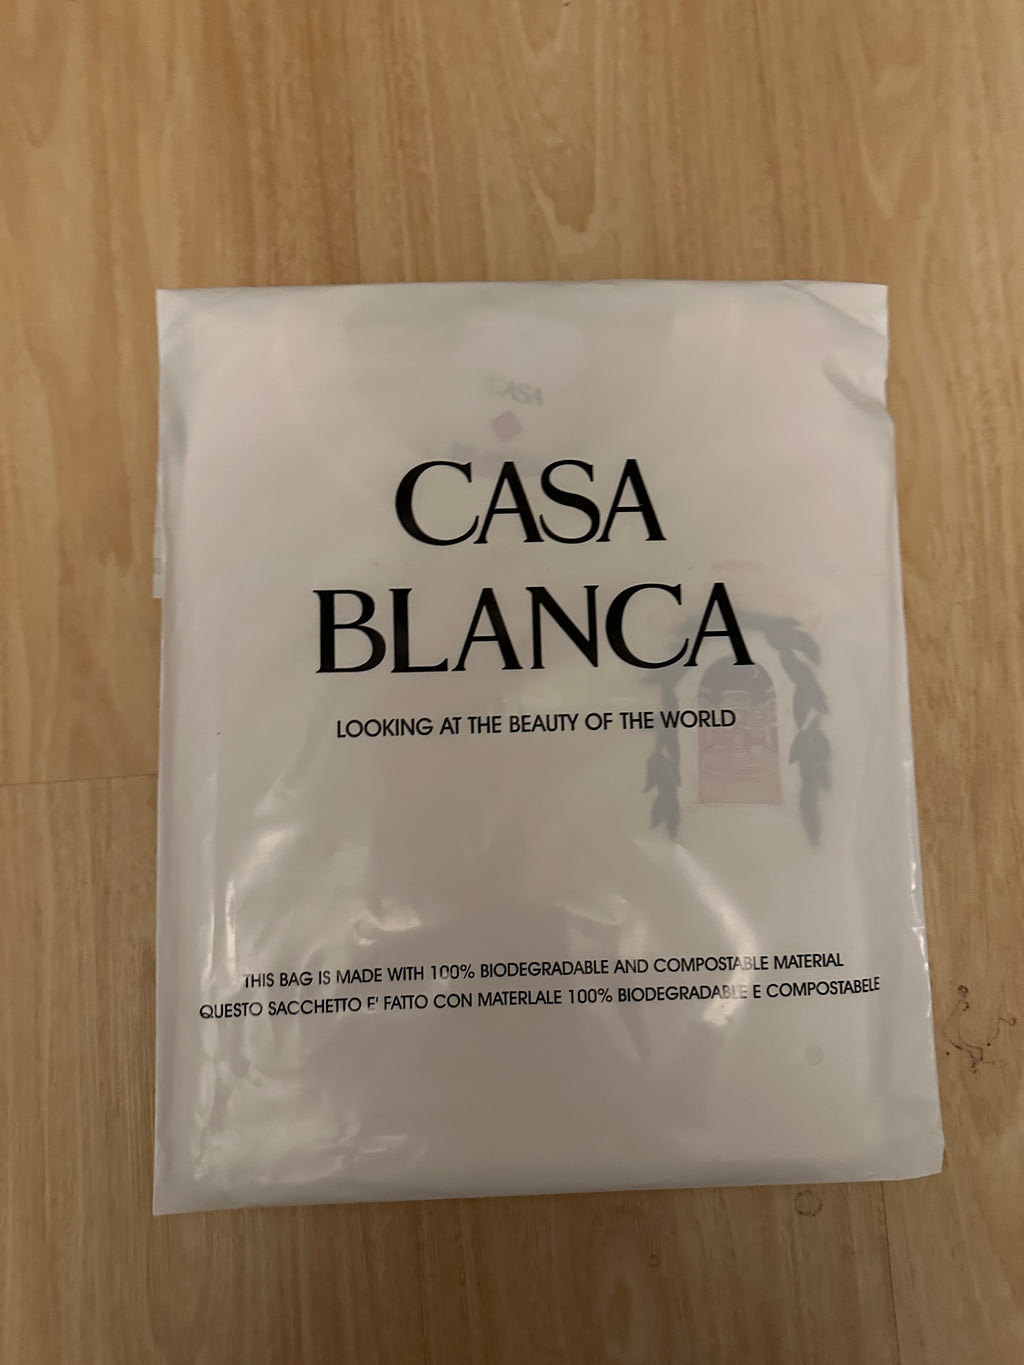 CASA
CASA
BLANCA
LOOKING AT THE BEAUTY OF THE WORLD
THIS BAG IS MADE WITH 100% BIODEGRADABLE AND COMPOSTABLE MATERIAL
QUESTO SACCHETTO E' FATTO CON MATERLALE 100% BIODEGRADABLE E COMPOSTABELE